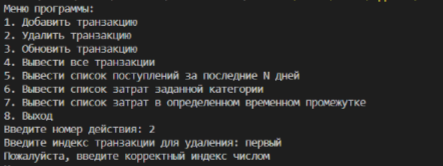 Меню программы:
1. Добавить транзакцию
2. Удалить транзакцию
3. Обновить транзакцию
4. Вывести все транзакции
5. Вывести список поступлений за последние N дней
6. Вывести список затрат заданной категории
7. Вывести список затрат в определенном временном промежутке
8. Выход
Введите номер действия: 2
Введите индекс транзакции для удаления: первый
Пожалуйста, введите корректный индекс числом